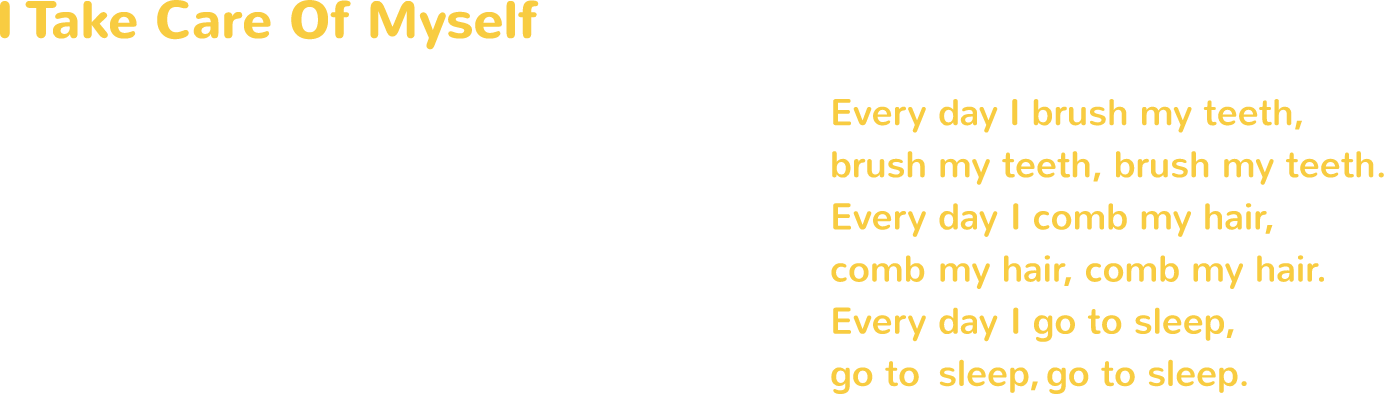 I Take Care Of Myself
Every day I brush my teeth,
brush my teeth, brush my teeth.
Every day I comb my hair,
comb my hair, comb my hair.
Every day I go to sleep,
go to sleep, go to sleep.